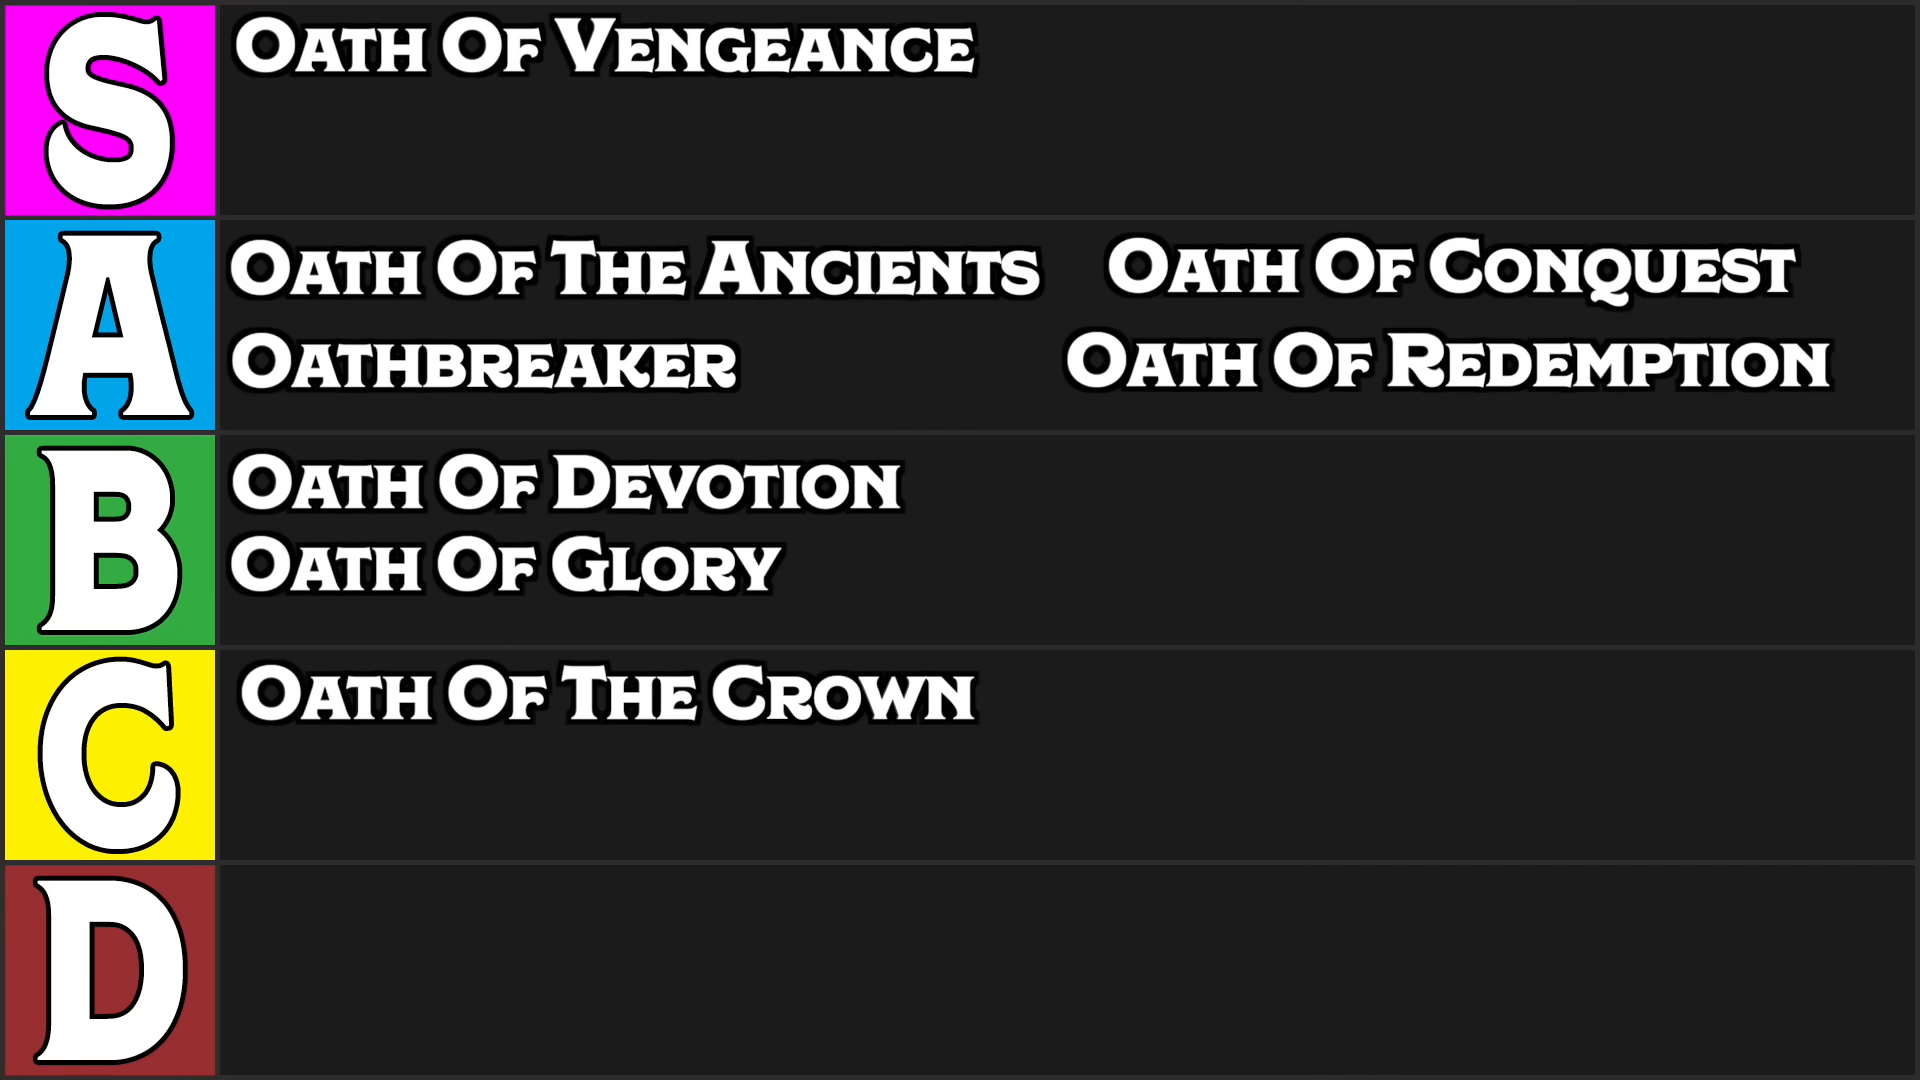 S
Oath Of Vengeance
A
Oath Of The Ancients
Oath Of Conquest
Oathbreaker
Oath Of Redemption
B
Oath Of Devotion
Oath Of Glory
C
Oath Of The Crown
D